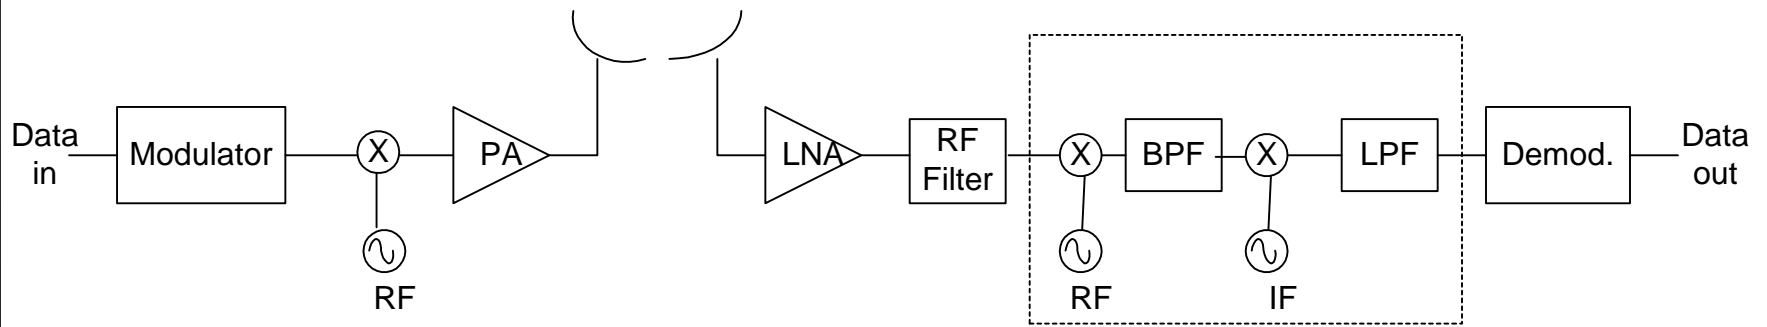 Data
in
Modulator
X
RF
PA
LNA
RF
Filter
X
RF
BPF
X
IF
LPF
Demod.
Data
out